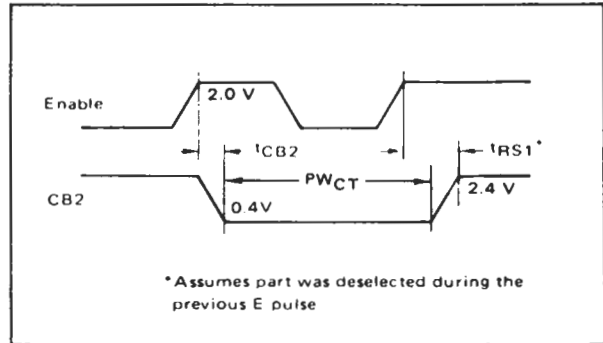 Enable
2.0 V
tCB2
tRS1*
CB2
PWCT
0.4V
2.4 V
*Assumes part was deselected during the
previous E pulse